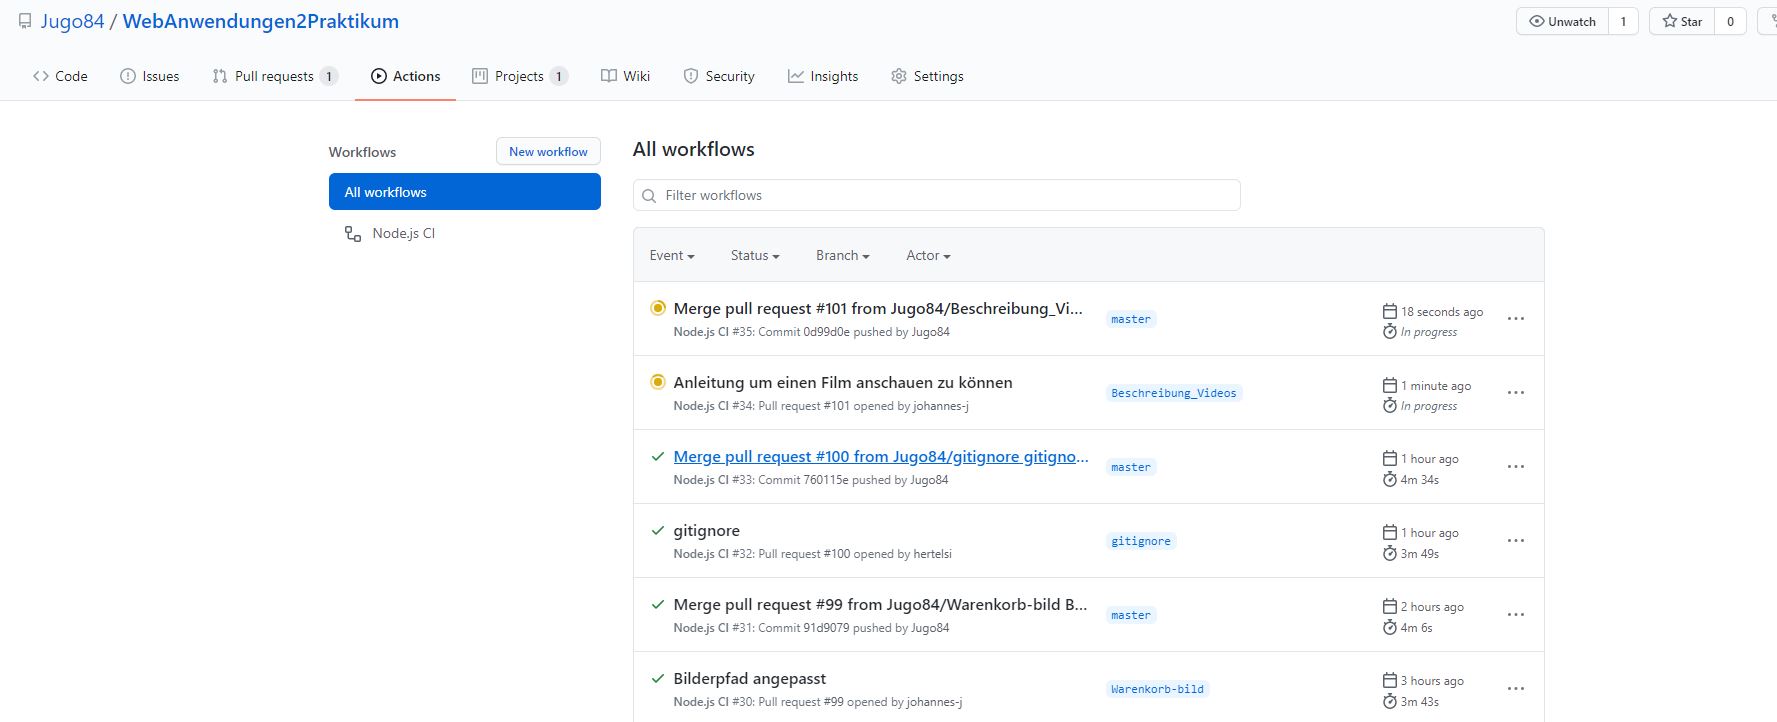 Jugo84 / WebAnwendungen2Praktikum
Unwatch 1 Star 0
Code Issues Pull requests 1 Actions Projects 1 Wiki Security Insights Settings
Workflows New workflow
All workflows
Node.js CI
All workflows
Filter workflows
Event Status Branch Actor
Merge pull request #101 from Jugo84/Beschreibung_Vi... master 18 seconds ago
Node.js CI #35: Commit 0d99d0e pushed by Jugo84 In progress
Anleitung um einen Film anschauen zu können Beschreibung_Videos 1 minute ago
Node.js CI #34: Pull request #101 opened by johannes-j In progress
Merge pull request #100 from Jugo84/gitignore gitigno... master 1 hour ago
Node.js CI #33: Commit 760115e pushed by Jugo84 4m 34s
gitignore gitignore 1 hour ago
Node.js CI #32: Pull request #100 opened by hertelsi 3m 49s
Merge pull request #99 from Jugo84/Warenkorb-bild B... master 2 hours ago
Node.js CI #31: Commit 91d9079 pushed by Jugo84 4m 6s
Bilderpfad angepasst Warenkorb-bild 3 hours ago
Node.js CI #30: Pull request #99 opened by johannes-j 3m 43s